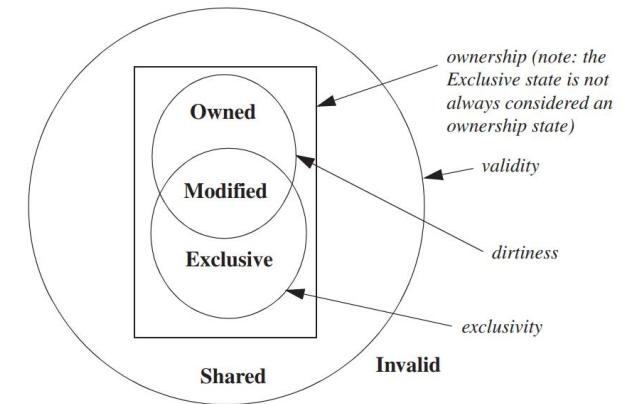 Owned
Modified
Exclusive
Shared
Invalid
ownership (note: the
Exclusive state is not
always considered an
ownership state)
validity
dirtiness
exclusivity